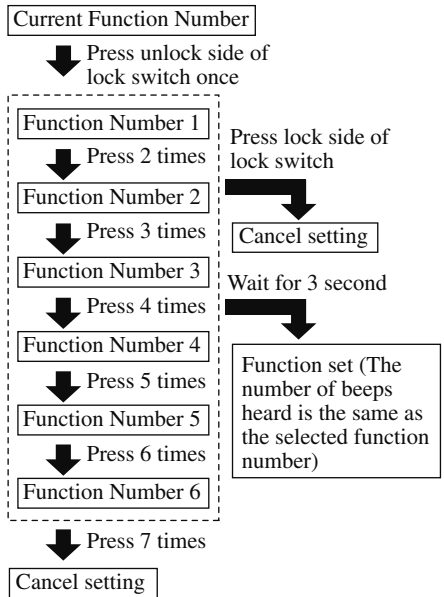 Current Function Number
Press unlock side of
lock switch once
Function Number 1
Press 2 times
Function Number 2
Press 3 times
Function Number 3
Press 4 times
Function Number 4
Press 5 times
Function Number 5
Press 6 times
Function Number 6
Press 7 times
Cancel setting
Press lock side of
lock switch
Cancel setting
Wait for 3 second
Function set (The
number of beeps
heard is the same as
the selected function
number)